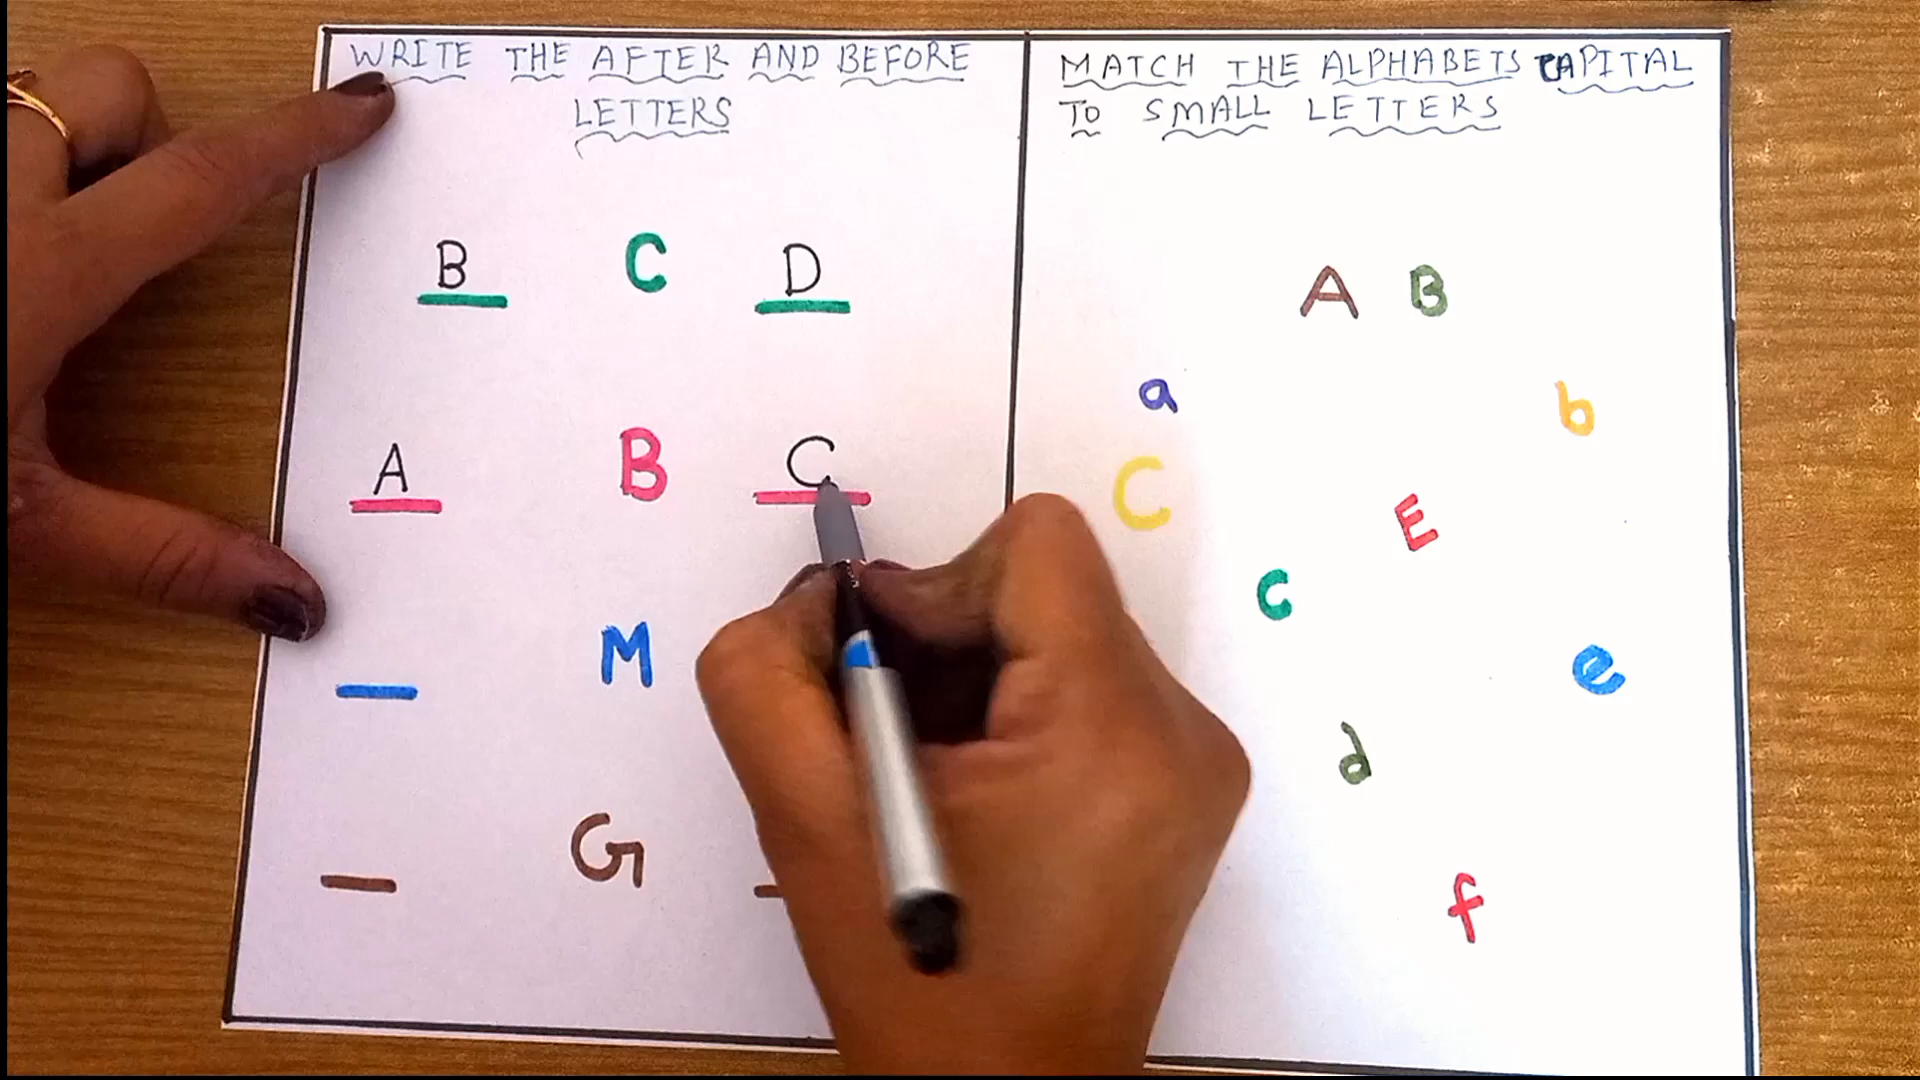 WRITE THE AFTER AND BEFORE
LETTERS
B C D
A B C
M
G
MATCH THE ALPHABETS CAPITAL
TO SMALL LETTERS
A B
a b
C E
c
e
d
f